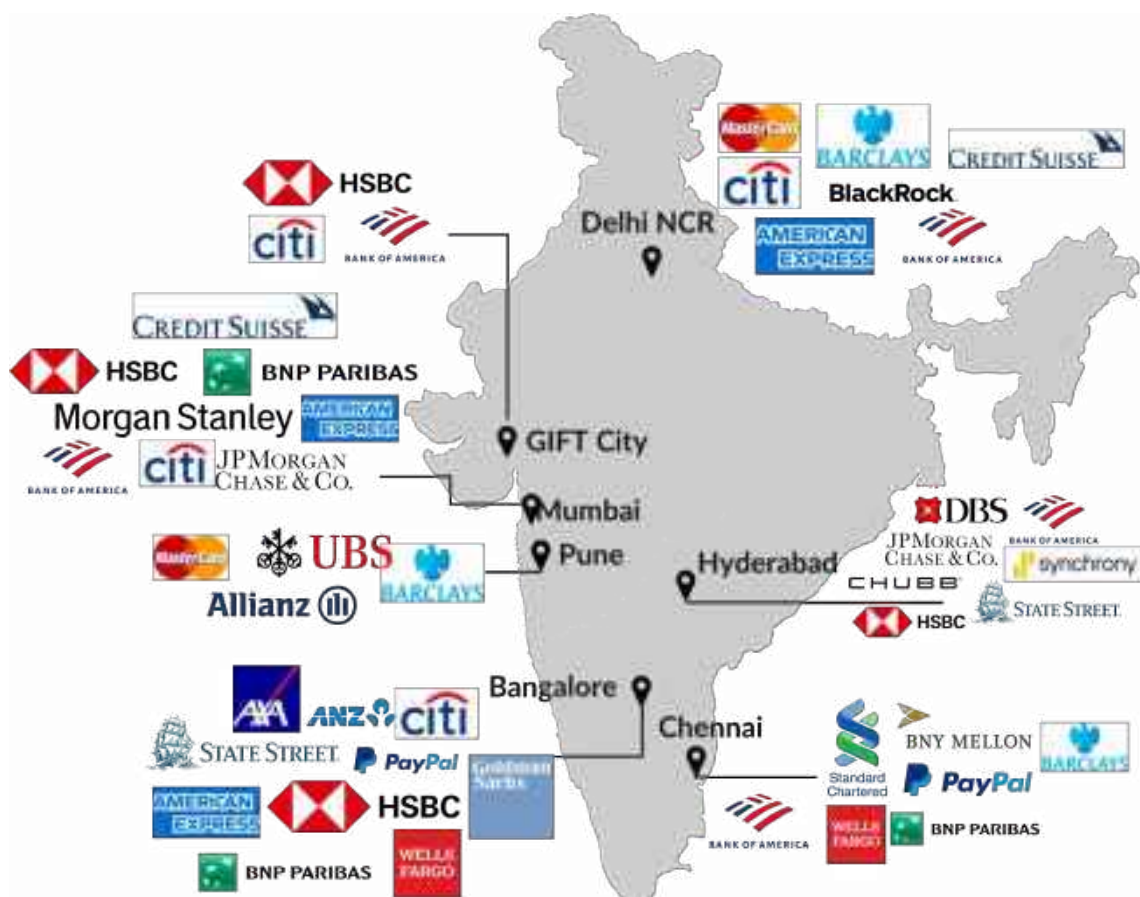 MasterCard
BARCLAYS
CREDIT SUISSE
citi
BlackRock
AMERICAN EXPRESS
BANK OF AMERICA
Delhi NCR
HSBC
citi
BANK OF AMERICA
GIFT City
CREDIT SUISSE
HSBC
BNP PARIBAS
Morgan Stanley
AMERICAN EXPRESS
BANK OF AMERICA
citi
JPMORGAN
CHASE & CO.
Mumbai
MasterCard
UBS
BARCLAYS
Allianz
Pune
DBS
BANK OF AMERICA
JPMORGAN
CHASE & CO.
synchrony
CHUBB
STATE STREET
HSBC
Hyderabad
AXA
ANZ
citi
STATE STREET
PayPal
Goldman
Sachs
AMERICAN
EXPRESS
HSBC
BNP PARIBAS
WELLS
FARGO
Bangalore
Chennai
Standard
Chartered
BNY MELLON
BARCLAYS
PayPal
BANK OF AMERICA
WELLS
FARGO
BNP PARIBAS